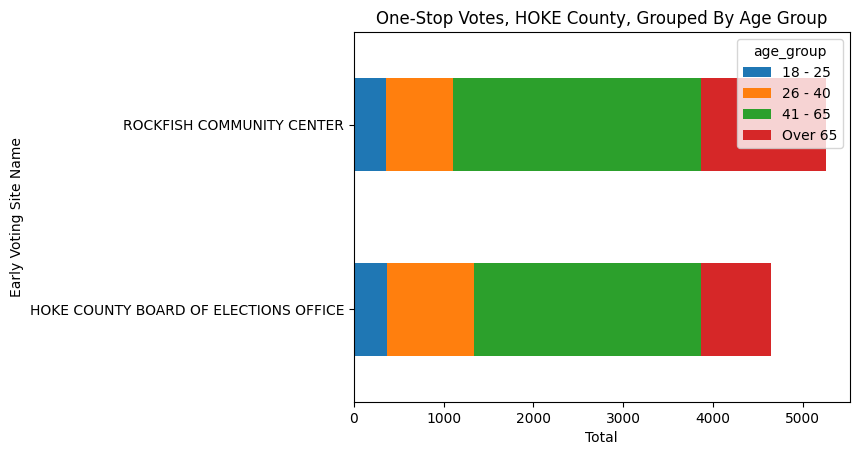 One-Stop Votes, HOKE County, Grouped By Age Group
age_group
18 - 25
26 - 40
41 - 65
Over 65
Early Voting Site Name
ROCKFISH COMMUNITY CENTER
HOKE COUNTY BOARD OF ELECTIONS OFFICE
0 1000 2000 3000 4000 5000
Total